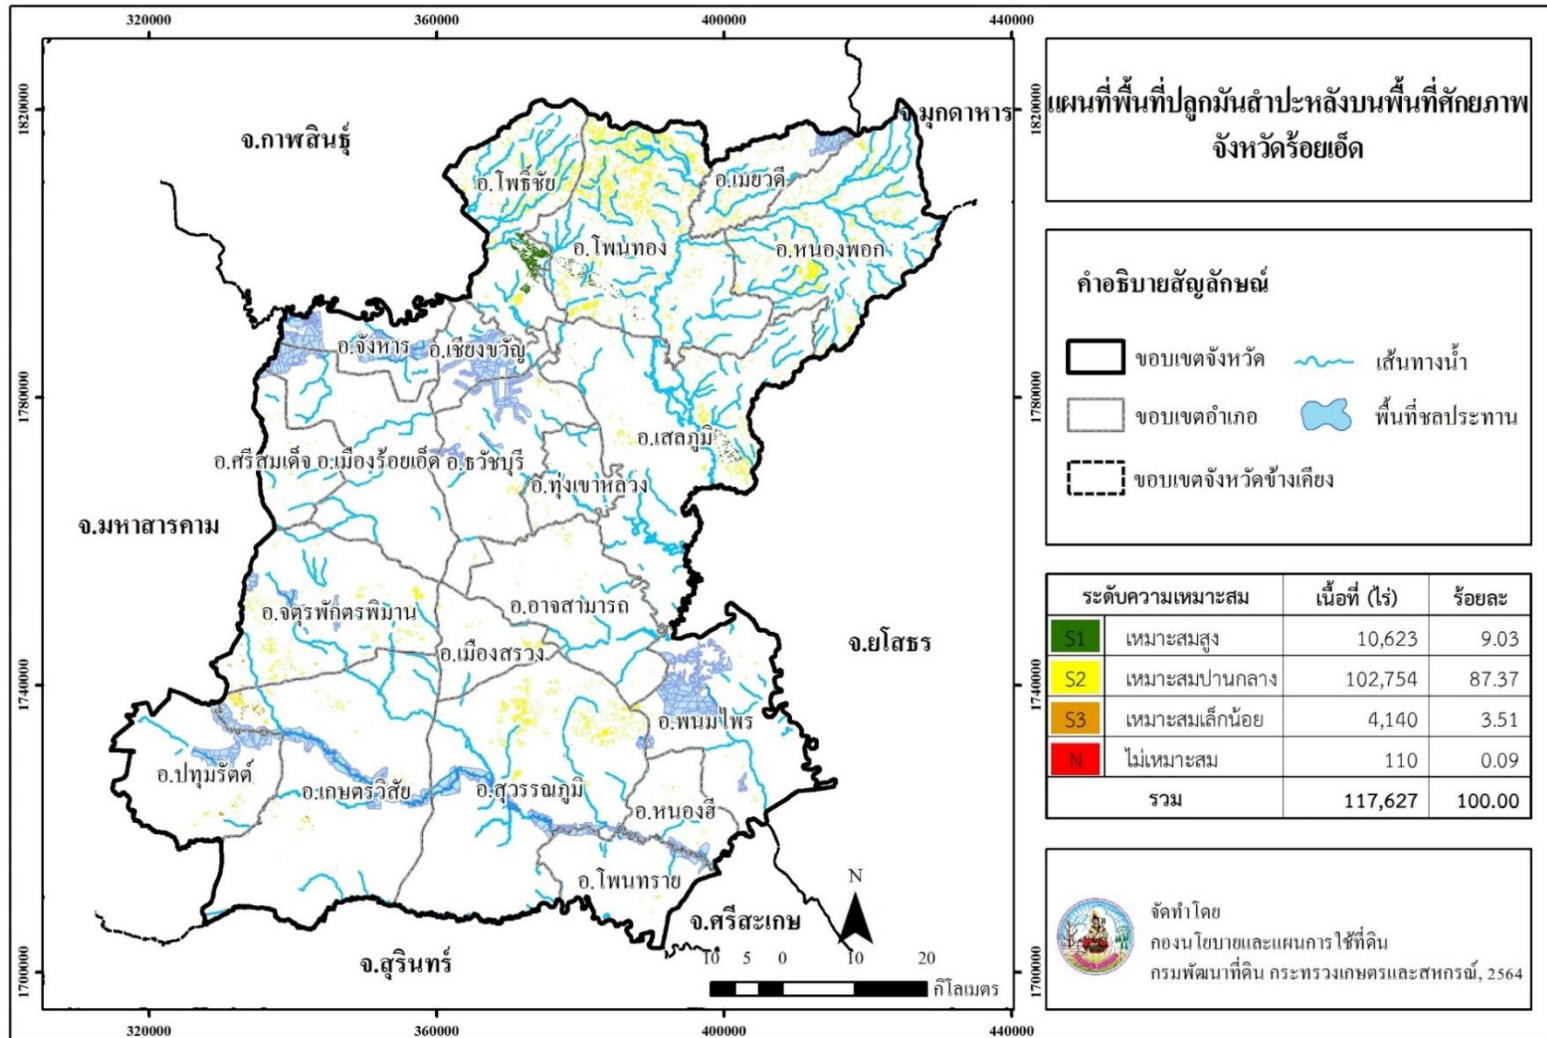 320000 360000 400000 440000
1820000
1780000
1740000
1700000
จ.กาฬสินธุ์
จ.มุกดาหาร
อ.โพธิ์ชัย
อ.เมยวดี
อ.โพนทอง
อ.หนองพอก
อ.จังหาร
อ.เชียงขวัญ
อ.เสลภูมิ
อ.ศรีสมเด็จ อ.เมืองร้อยเอ็ด อ.ธวัชบุรี
อ.ทุ่งเขาหลวง
จ.มหาสารคาม
อ.จตุรพักตรพิมาน
อ.อาจสามารถ
จ.ยโสธร
อ.เมืองสรวง
อ.พนมไพร
อ.ปทุมรัตต์
อ.เกษตรวิสัย
อ.สุวรรณภูมิ
อ.หนองฮี
อ.โพนทราย
จ.ศรีสะเกษ
จ.สุรินทร์
N
10 5 0 10 20
กิโลเมตร
1820000
1780000
1740000
1700000
320000 360000 400000 440000
แผนที่พื้นที่ปลูกมันสำปะหลังบนพื้นที่ศักยภาพ
จังหวัดร้อยเอ็ด
คำอธิบายสัญลักษณ์
ขอบเขตจังหวัด เส้นทางน้ำ
ขอบเขตอำเภอ พื้นที่ชลประทาน
ขอบเขตจังหวัดข้างเคียง
ระดับความเหมาะสม เนื้อที่ (ไร่) ร้อยละ
S1 เหมาะสมสูง 10,623 9.03
S2 เหมาะสมปานกลาง 102,754 87.37
S3 เหมาะสมเล็กน้อย 4,140 3.51
N ไม่เหมาะสม 110 0.09
รวม 117,627 100.00
จัดทำโดย
กองนโยบายและแผนการใช้ที่ดิน
กรมพัฒนาที่ดิน กระทรวงเกษตรและสหกรณ์, 2564